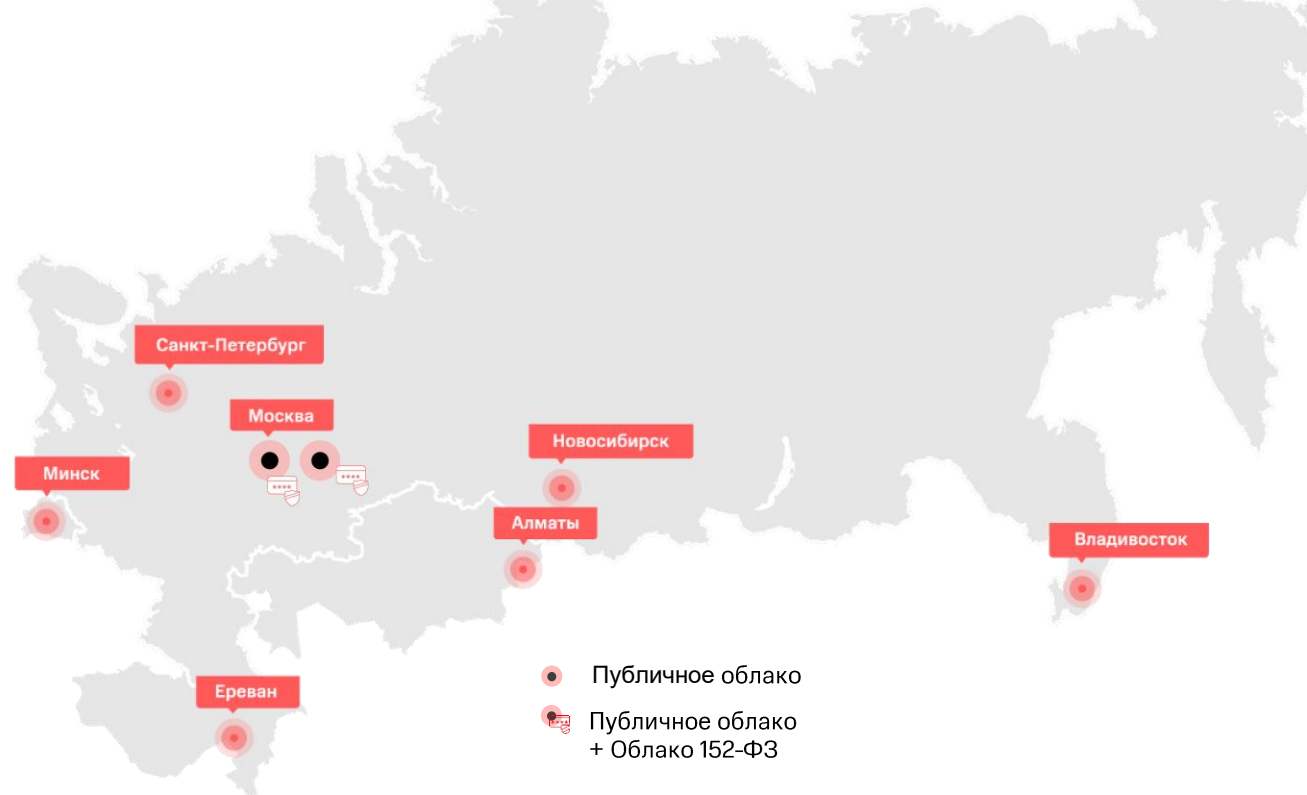 Санкт-Петербург
Москва
Новосибирск
Минск
Алматы
Владивосток
Ереван
Публичное облако
Публичное облако
+ Облако 152-ФЗ